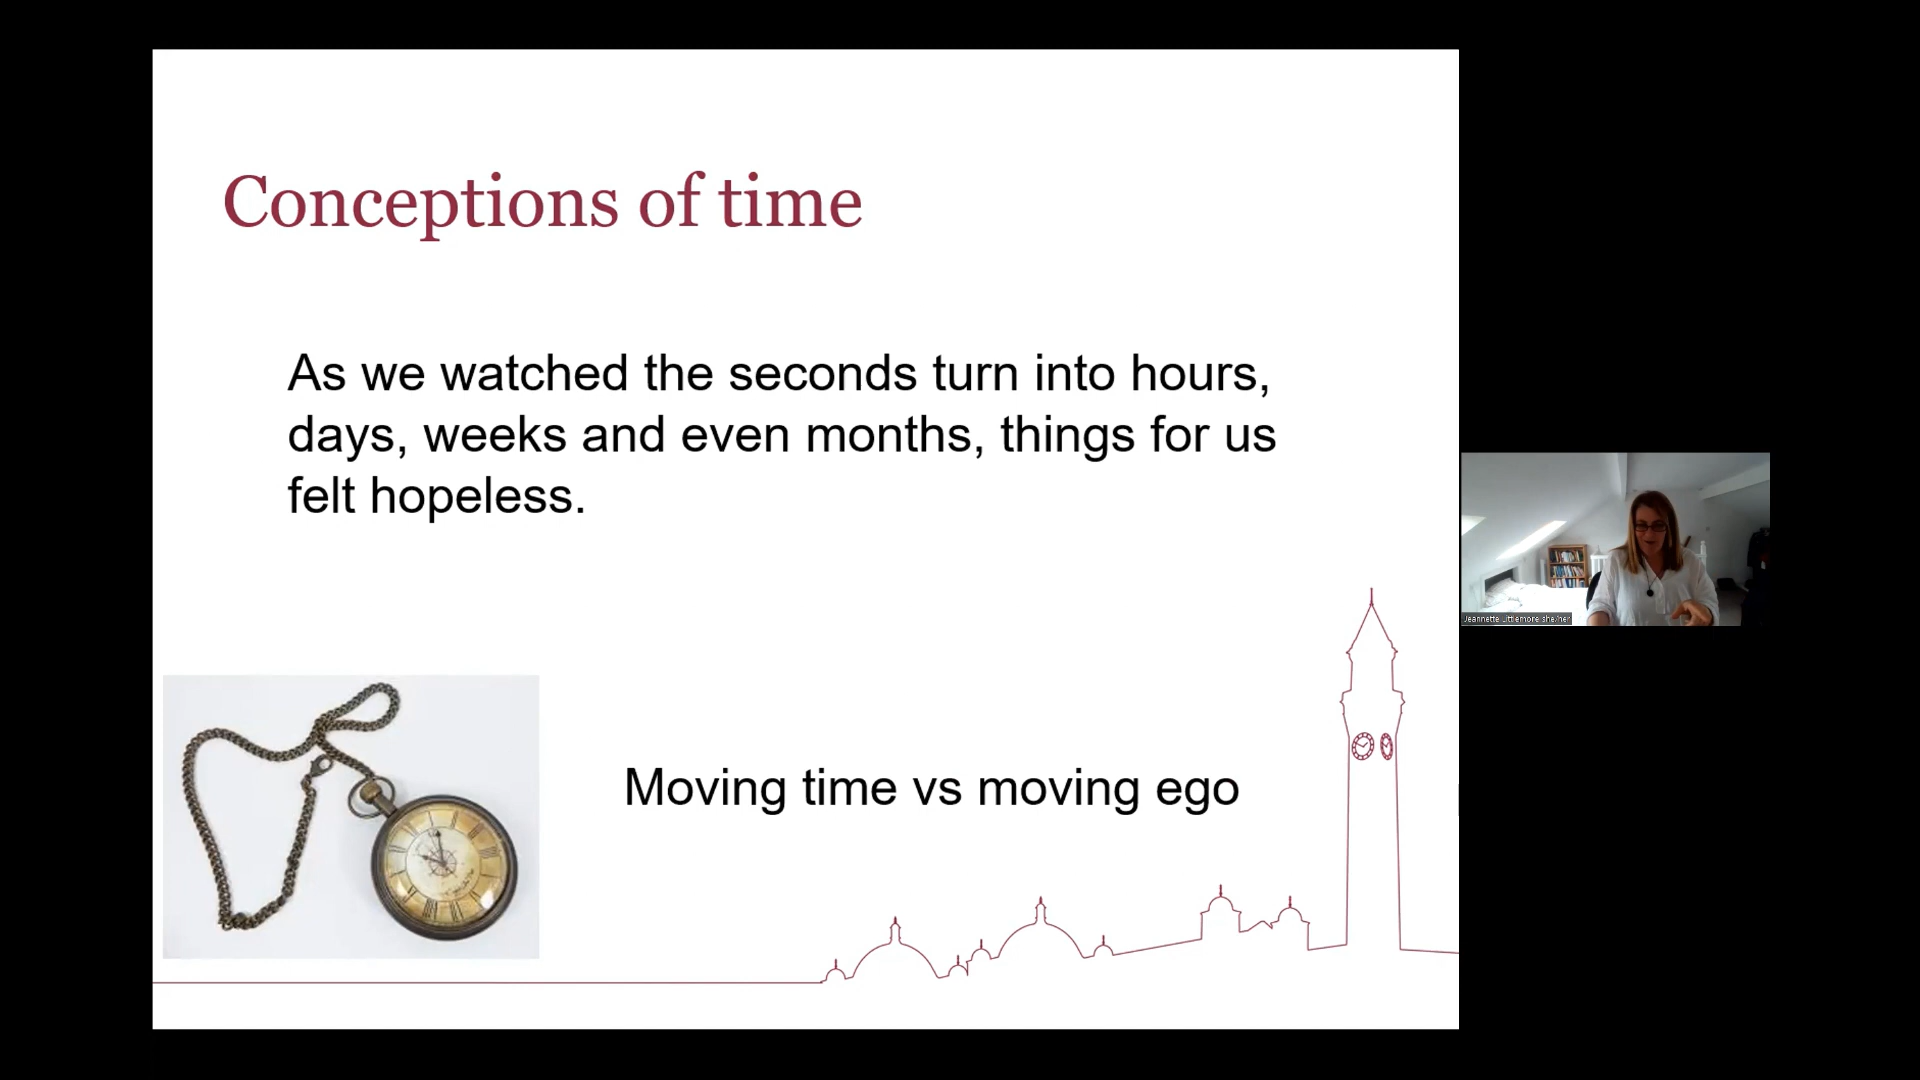 Conceptions of time
As we watched the seconds turn into hours,
days, weeks and even months, things for us
felt hopeless.
Moving time vs moving ego
Jeannette Littlemore she/her